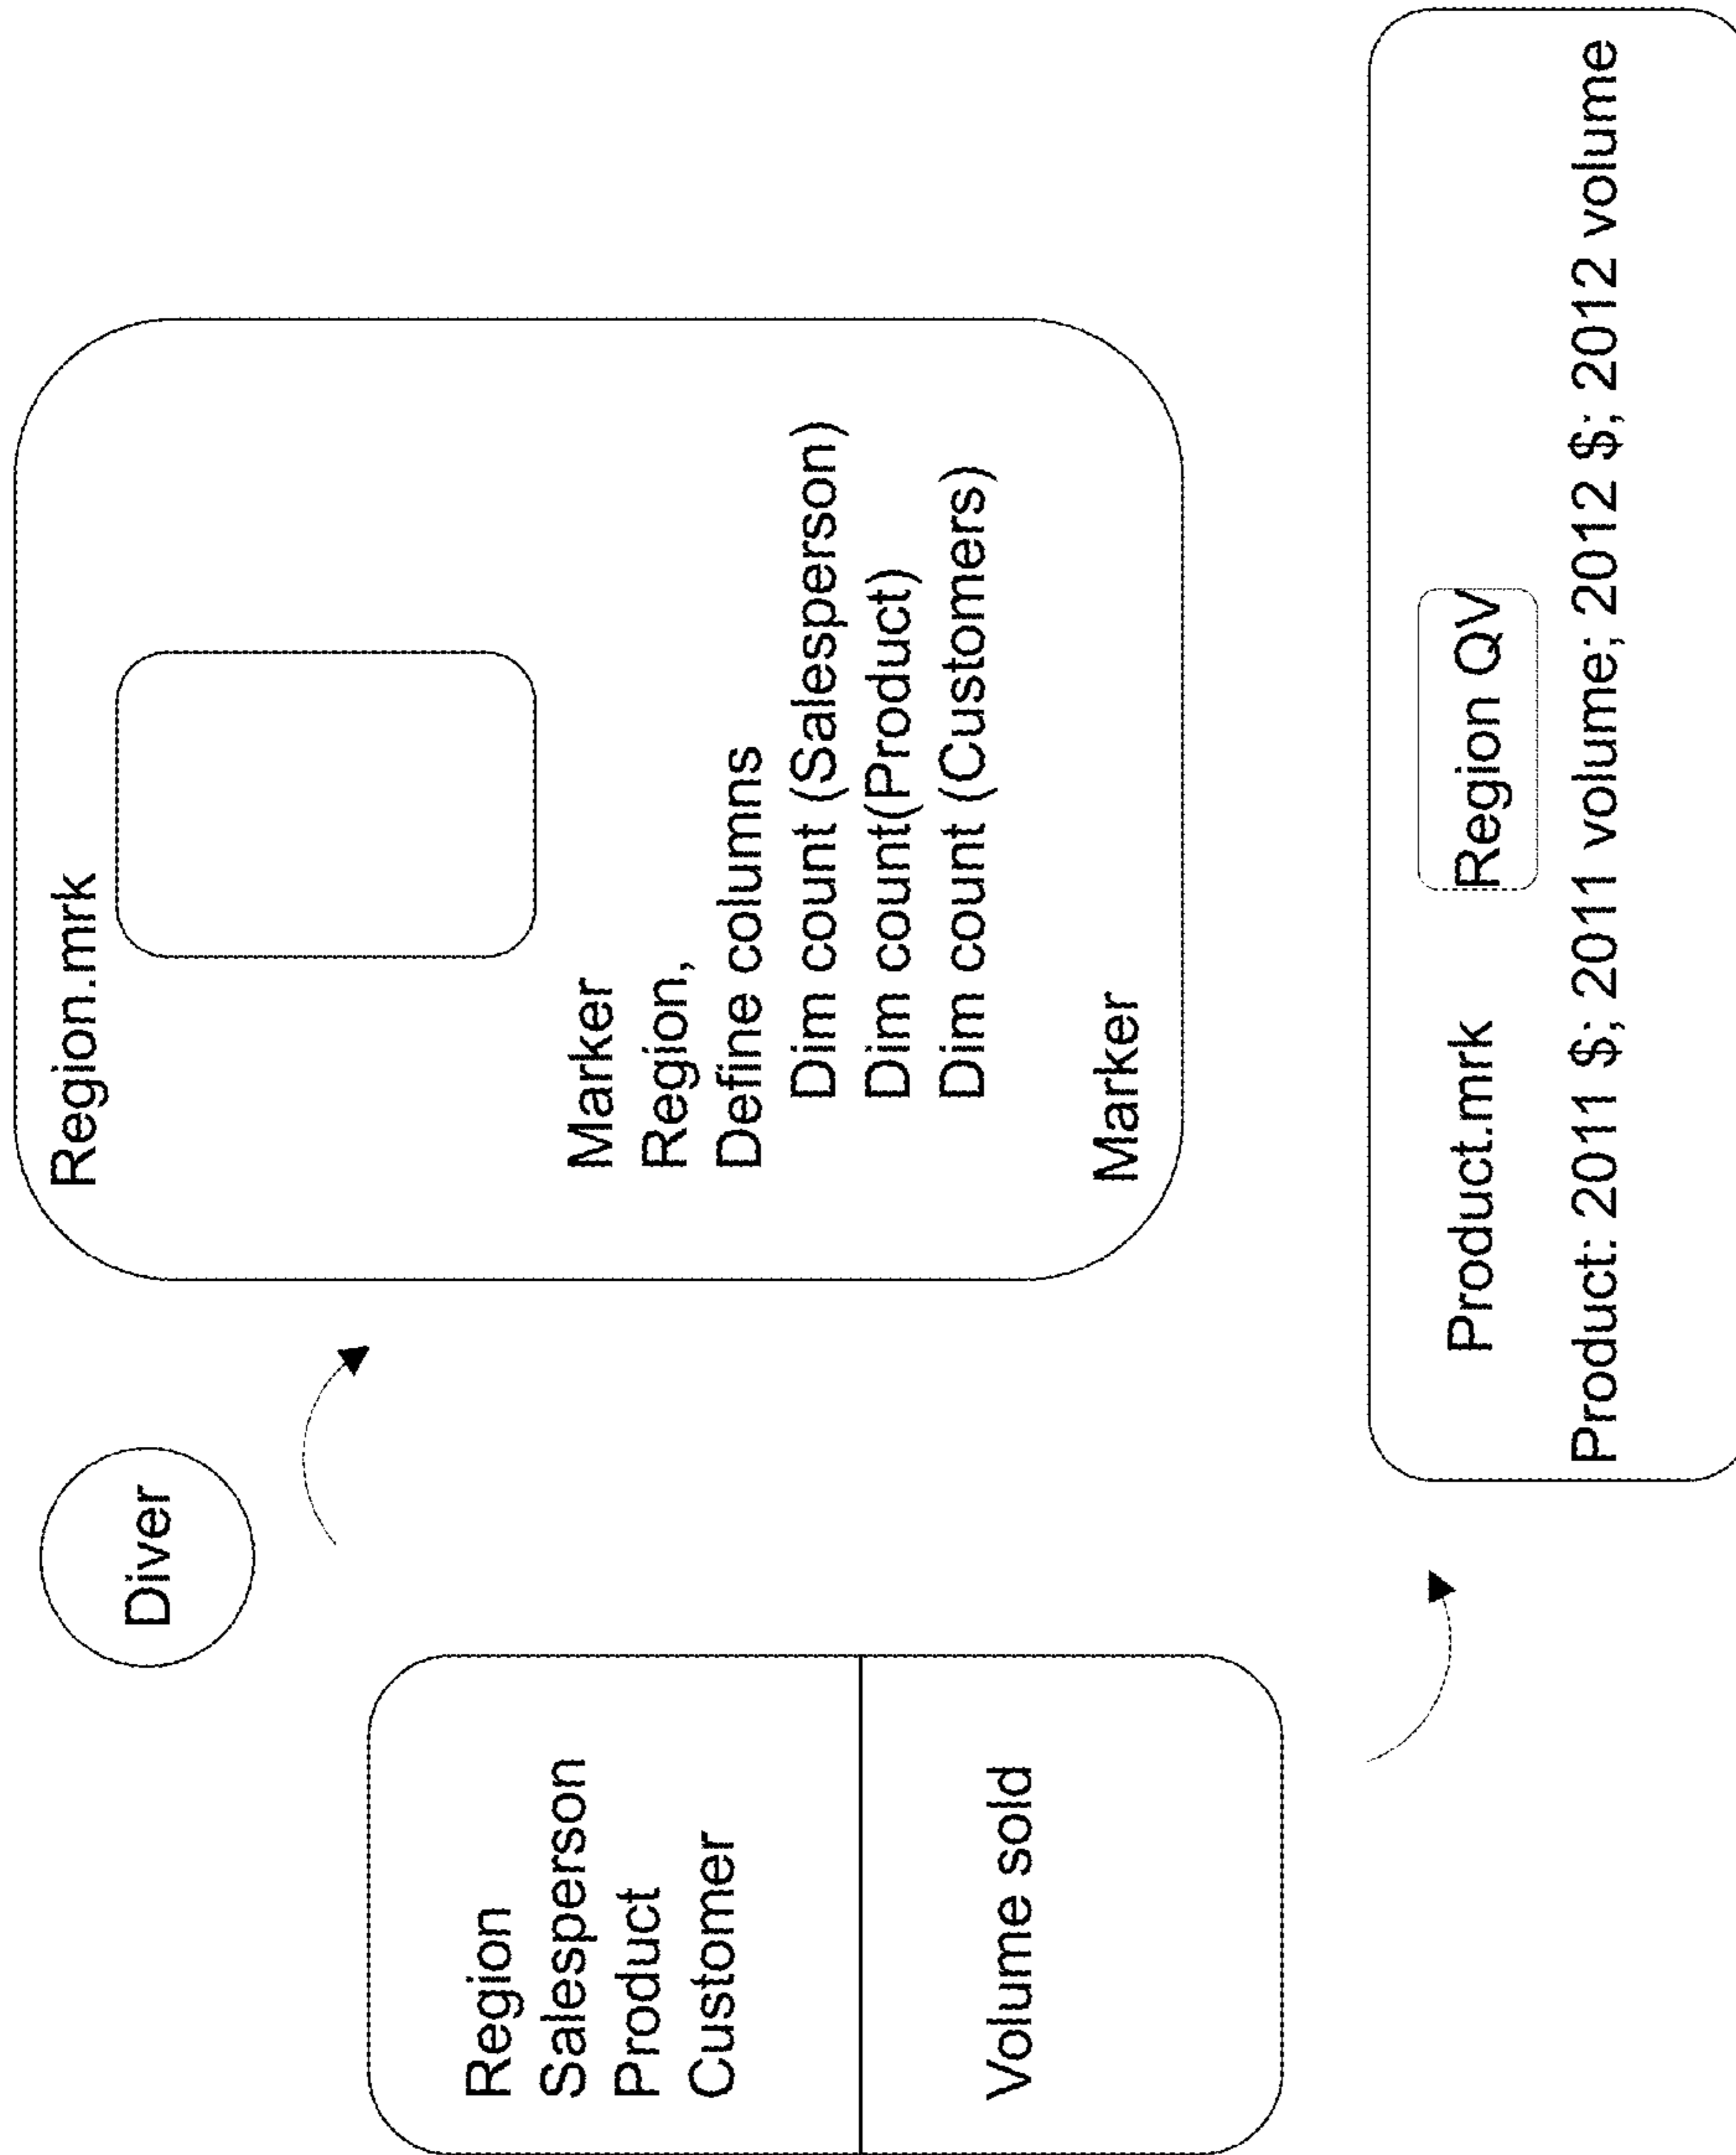 Diver
Region
Salesperson
Product
Customer
Volume sold
Region.mrk
Marker
Region,
Define columns
Dim count (Salesperson)
Dim count(Product)
Dim count (Customers)
Marker
Product.mrk
Region QV
Product: 2011 $; 2011 volume; 2012 $; 2012 volume